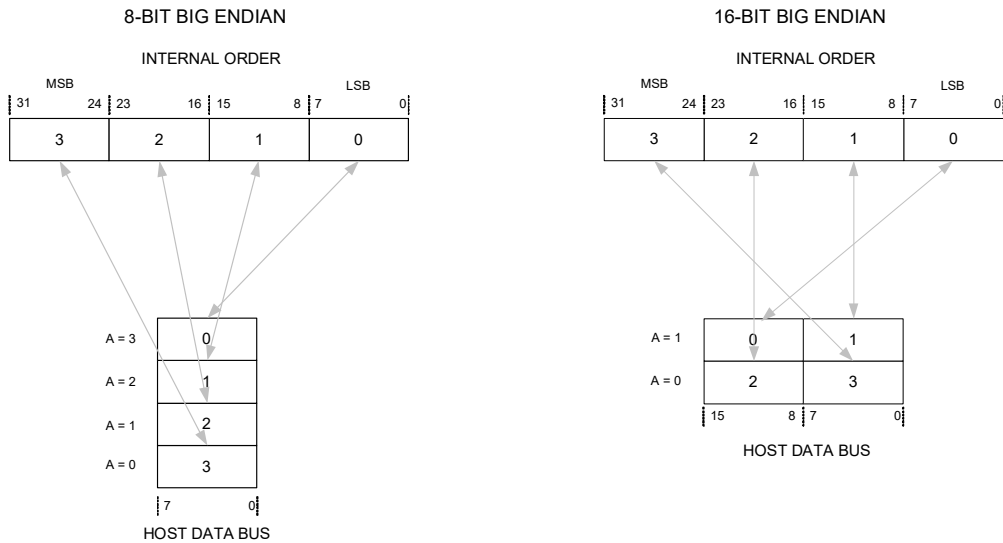 8-BIT BIG ENDIAN
INTERNAL ORDER
MSB LSB
31 24 23 16 15 8 7 0
3 2 1 0
A = 3 0
A = 2 1
A = 1 2
A = 0 3
7 0
HOST DATA BUS
16-BIT BIG ENDIAN
INTERNAL ORDER
MSB LSB
31 24 23 16 15 8 7 0
3 2 1 0
A = 1 0 1
A = 0 2 3
15 8 7 0
HOST DATA BUS